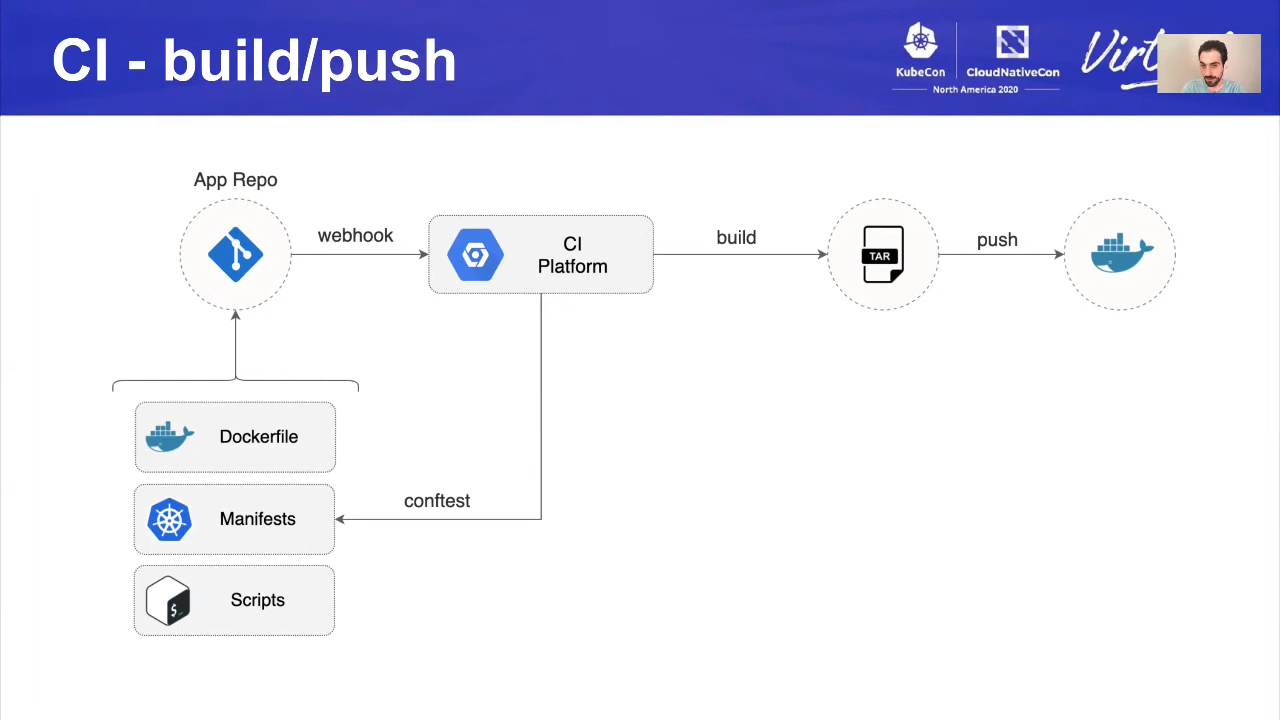 CI - build/push
KubeCon
CloudNativeCon
North America 2020
App Repo
webhook
CI
Platform
build
TAR
push
Dockerfile
conftest
Manifests
$_
Scripts